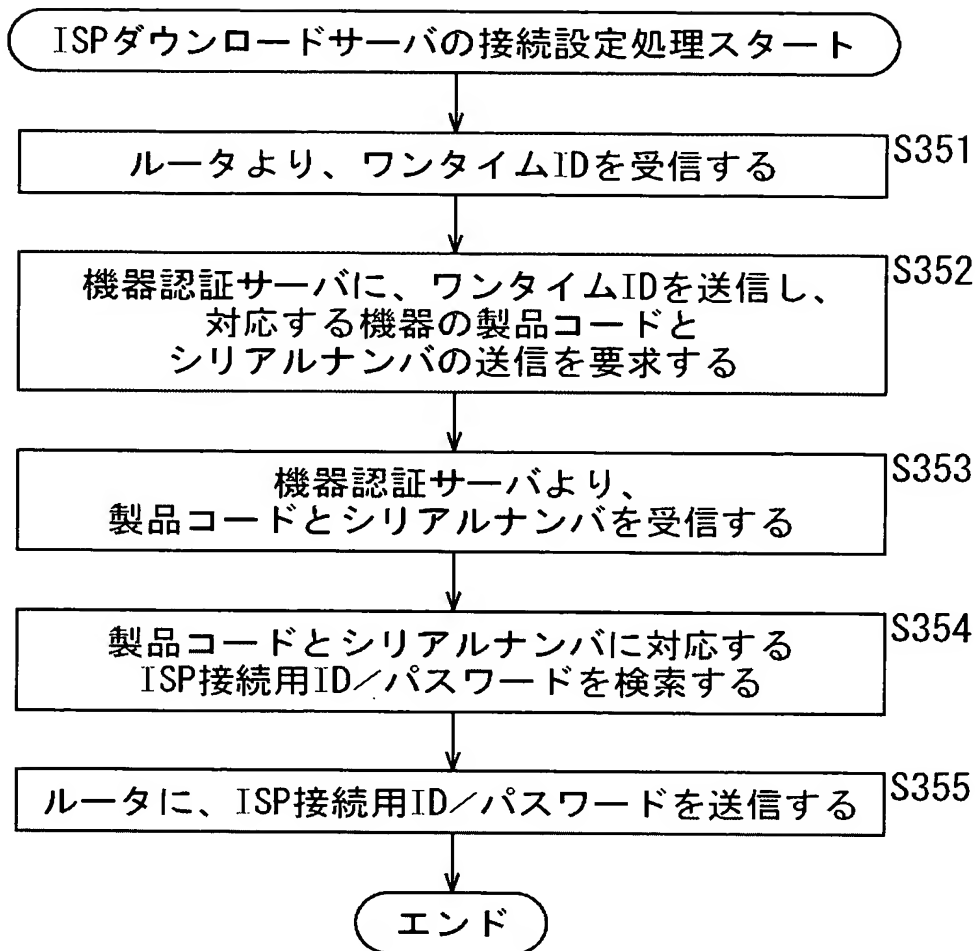 ISPダウンロードサーバの接続設定処理スタート
ルータより、ワンタイムIDを受信する
S351
機器認証サーバに、ワンタイムIDを送信し、
対応する機器の製品コードと
シリアルナンバの送信を要求する
S352
機器認証サーバより、
製品コードとシリアルナンバを受信する
S353
製品コードとシリアルナンバに対応する
ISP接続用ID/パスワードを検索する
S354
ルータに、ISP接続用ID/パスワードを送信する
S355
エンド